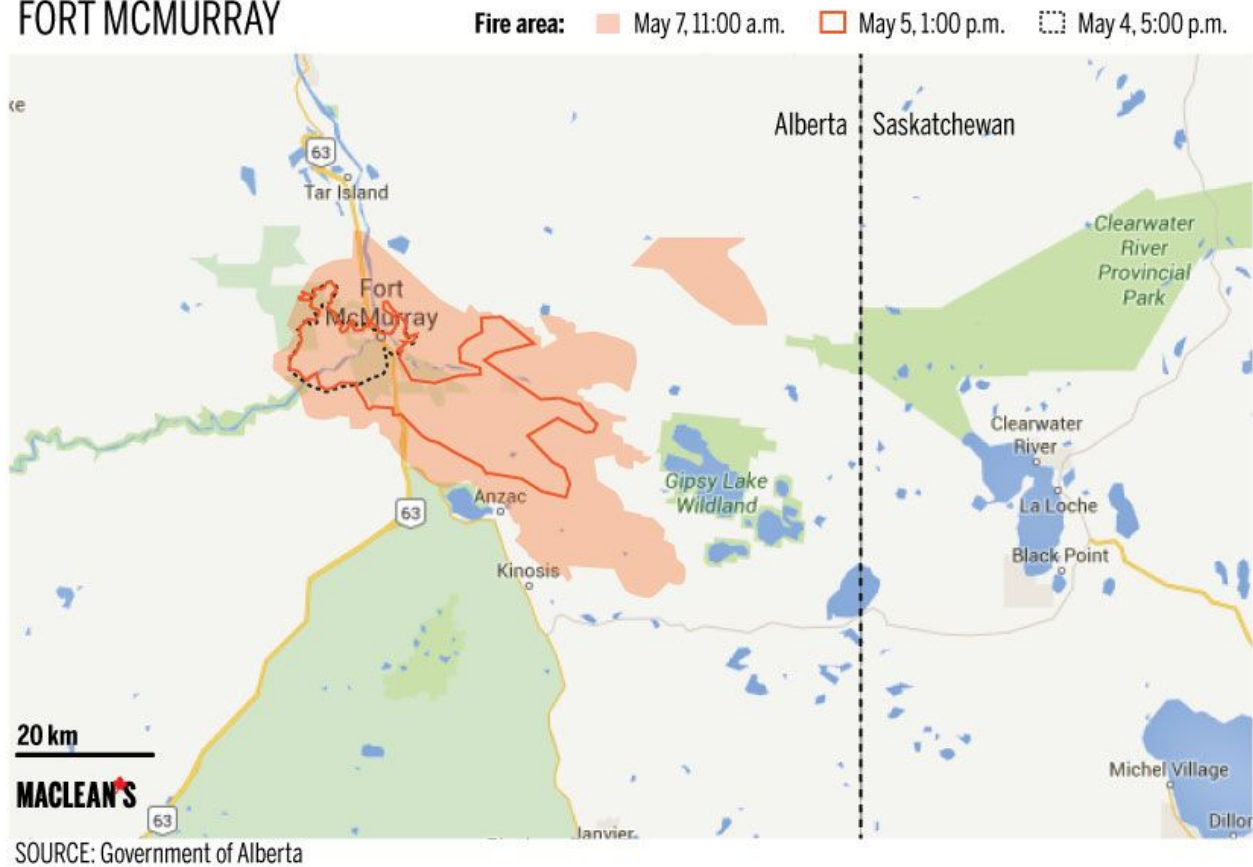 FORT MCMURRAY
Fire area: May 7, 11:00 a.m. May 5, 1:00 p.m. May 4, 5:00 p.m.
ke
Alberta Saskatchewan
63
Tar Island
Clearwater
River
Provincial
Park
Fort
McMurray
Clearwater
River
Gipsy Lake
Wildland
Anzac
63
La Loche
Black Point
Kinosis
20 km
Michel Village
MACLEAN'S
63
Dillon
Janvier
SOURCE: Government of Alberta